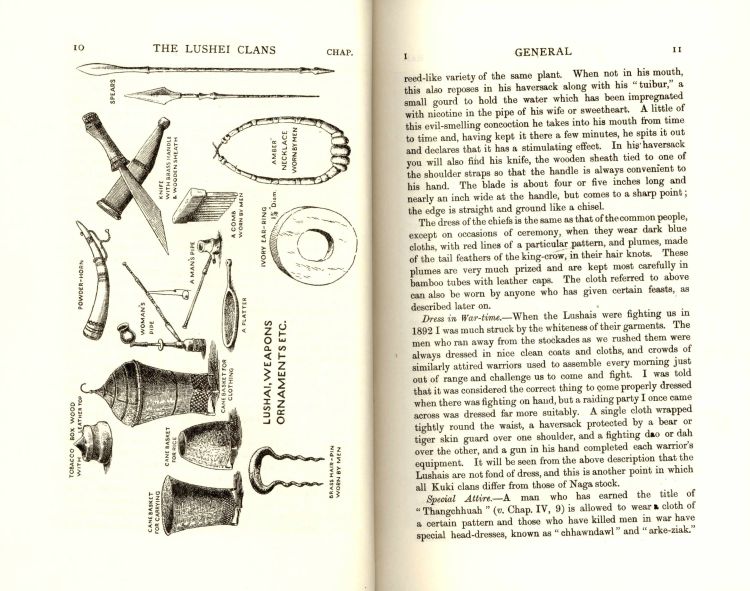 10 THE LUSHEI CLANS CHAP.
SPEARS
KNIFE
WITH BRASS HANDLE
& WOODEN SHEATH
AMBER
NECKLACE
WORN BY MEN
A COMB
WORN BY MEN
IVORY EAR-RING
1⅜ Diam.
POWDER-HORN
A MAN'S PIPE
WOMAN'S
PIPE
A PLATTER
LUSHAI, WEAPONS
ORNAMENTS ETC.
CANE BASKET FOR
CLOTHING
TOBACCO BOX WOOD
WITH LEATHER TOP
CANE BASKET
FOR RICE
BRASS HAIR-PIN
WORN BY MEN
CANE BASKET
FOR CARRYING
I GENERAL 11
reed-like variety of the same plant. When not in his mouth,
this also reposes in his haversack along with his "tuibur," a
small gourd to hold the water which has been impregnated
with nicotine in the pipe of his wife or sweetheart. A little of
this evil-smelling concoction he takes into his mouth from time
to time and, having kept it there a few minutes, he spits it out
and declares that it has a stimulating effect. In his haversack
you will also find his knife, the wooden sheath tied to one of
the shoulder straps so that the handle is always convenient to
his hand. The blade is about four or five inches long and
nearly an inch wide at the handle, but comes to a sharp point;
the edge is straight and ground like a chisel.
The dress of the chiefs is the same as that of the common people,
except on occasions of ceremony, when they wear dark blue
cloths, with red lines of a particular pattern, and plumes, made
of the tail feathers of the king-crow, in their hair knots. These
plumes are very much prized and are kept most carefully in
bamboo tubes with leather caps. The cloth referred to above
can also be worn by anyone who has given certain feasts, as
described later on.
Dress in War-time.—When the Lushais were fighting us in
1892 I was much struck by the whiteness of their garments. The
men who ran away from the stockades as we rushed them were
always dressed in nice clean coats and cloths, and crowds of
similarly attired warriors used to assemble every morning just
out of range and challenge us to come and fight. I was told
that it was considered the correct thing to come properly dressed
when there was fighting on hand, but a raiding party I once came
across was dressed far more suitably. A single cloth wrapped
tightly round the waist, a haversack protected by a bear or
tiger skin guard over one shoulder, and a fighting dao or dah
over the other, and a gun in his hand completed each warrior's
equipment. It will be seen from the above description that the
Lushais are not fond of dress, and this is another point in which
all Kuki clans differ from those of Naga stock.
Special Attire.—A man who has earned the title of
"Thangchhuah" (v. Chap. IV, 9) is allowed to wear a cloth of
a certain pattern and those who have killed men in war have
special head-dresses, known as "chhawndawl" and "arke-ziak."